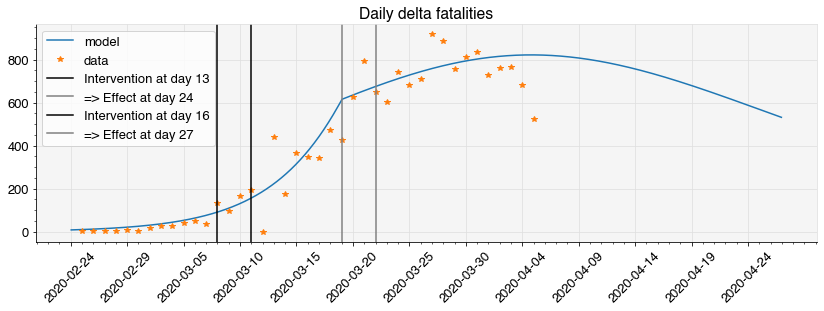 Daily delta fatalities
model
data
Intervention at day 13
=> Effect at day 24
Intervention at day 16
=> Effect at day 27
800
600
400
200
0
2020-02-24
2020-02-29
2020-03-05
2020-03-10
2020-03-15
2020-03-20
2020-03-25
2020-03-30
2020-04-04
2020-04-09
2020-04-14
2020-04-19
2020-04-24